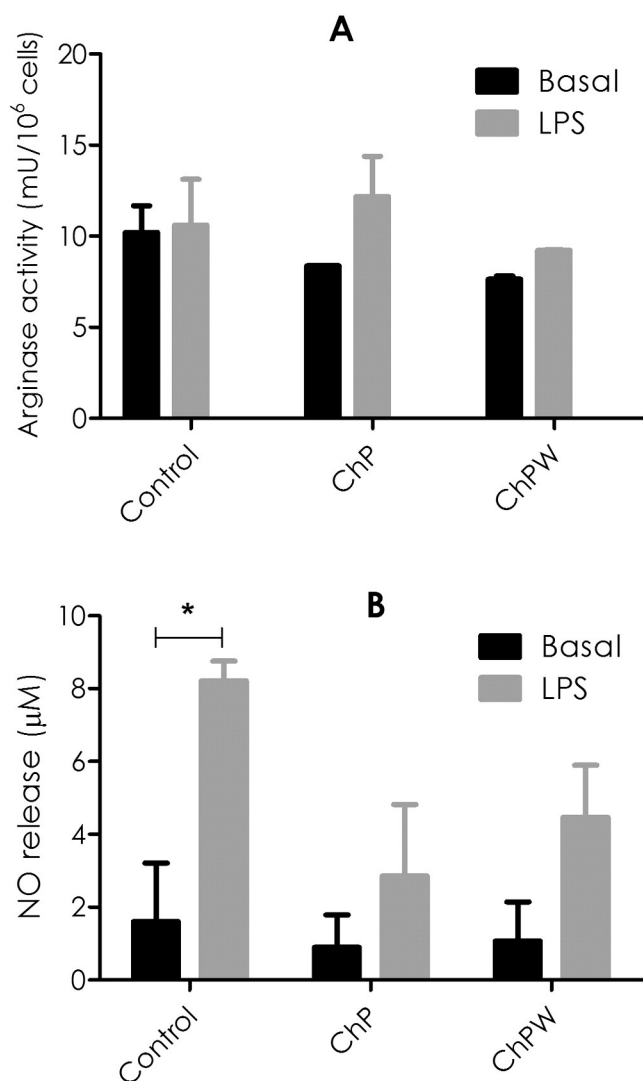 A
Arginase activity (mU/10⁶ cells)
20
15
10
5
0
Basal
LPS
Control
ChP
ChPW
B
NO release (μM)
10
8
6
4
2
0
*
Basal
LPS
Control
ChP
ChPW